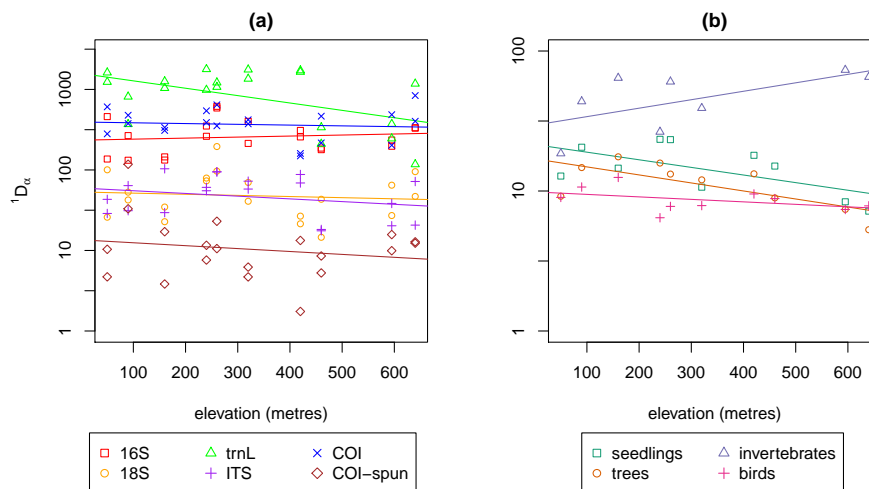 (a)
(b)
1000
100
10
1
¹Dα
100 200 300 400 500 600
elevation (metres)
16S trnL COI
18S ITS COI−spun
100
10
1
100 200 300 400 500 600
elevation (metres)
seedlings invertebrates
trees birds